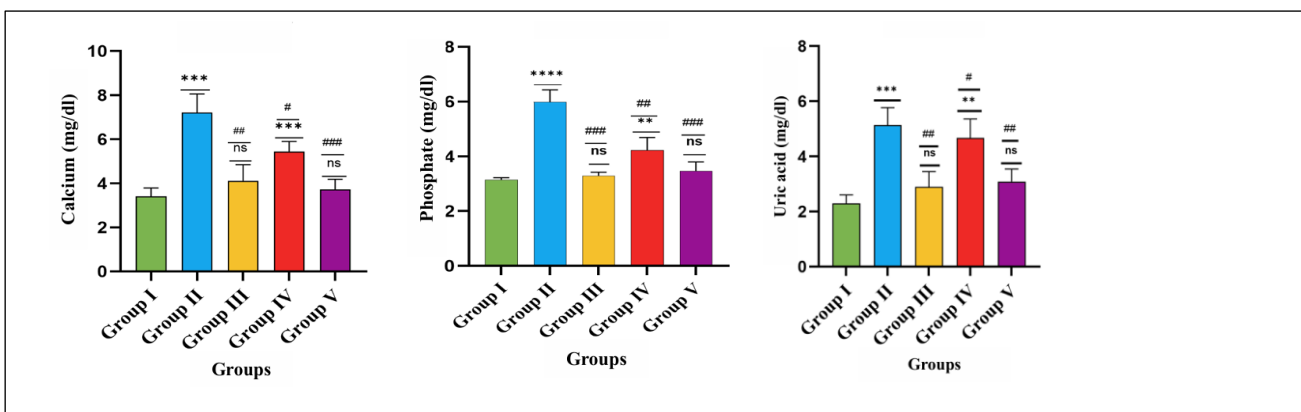 Calcium (mg/dl)
10
8
6
4
2
0
***
##
ns
#
***
###
ns
Group I
Group II
Group III
Group IV
Group V
Groups
Phosphate (mg/dl)
8
6
4
2
0
****
###
ns
##
**
###
ns
Group I
Group II
Group III
Group IV
Group V
Groups
Uric acid (mg/dl)
8
6
4
2
0
***
##
ns
#
**
##
ns
Group I
Group II
Group III
Group IV
Group V
Groups